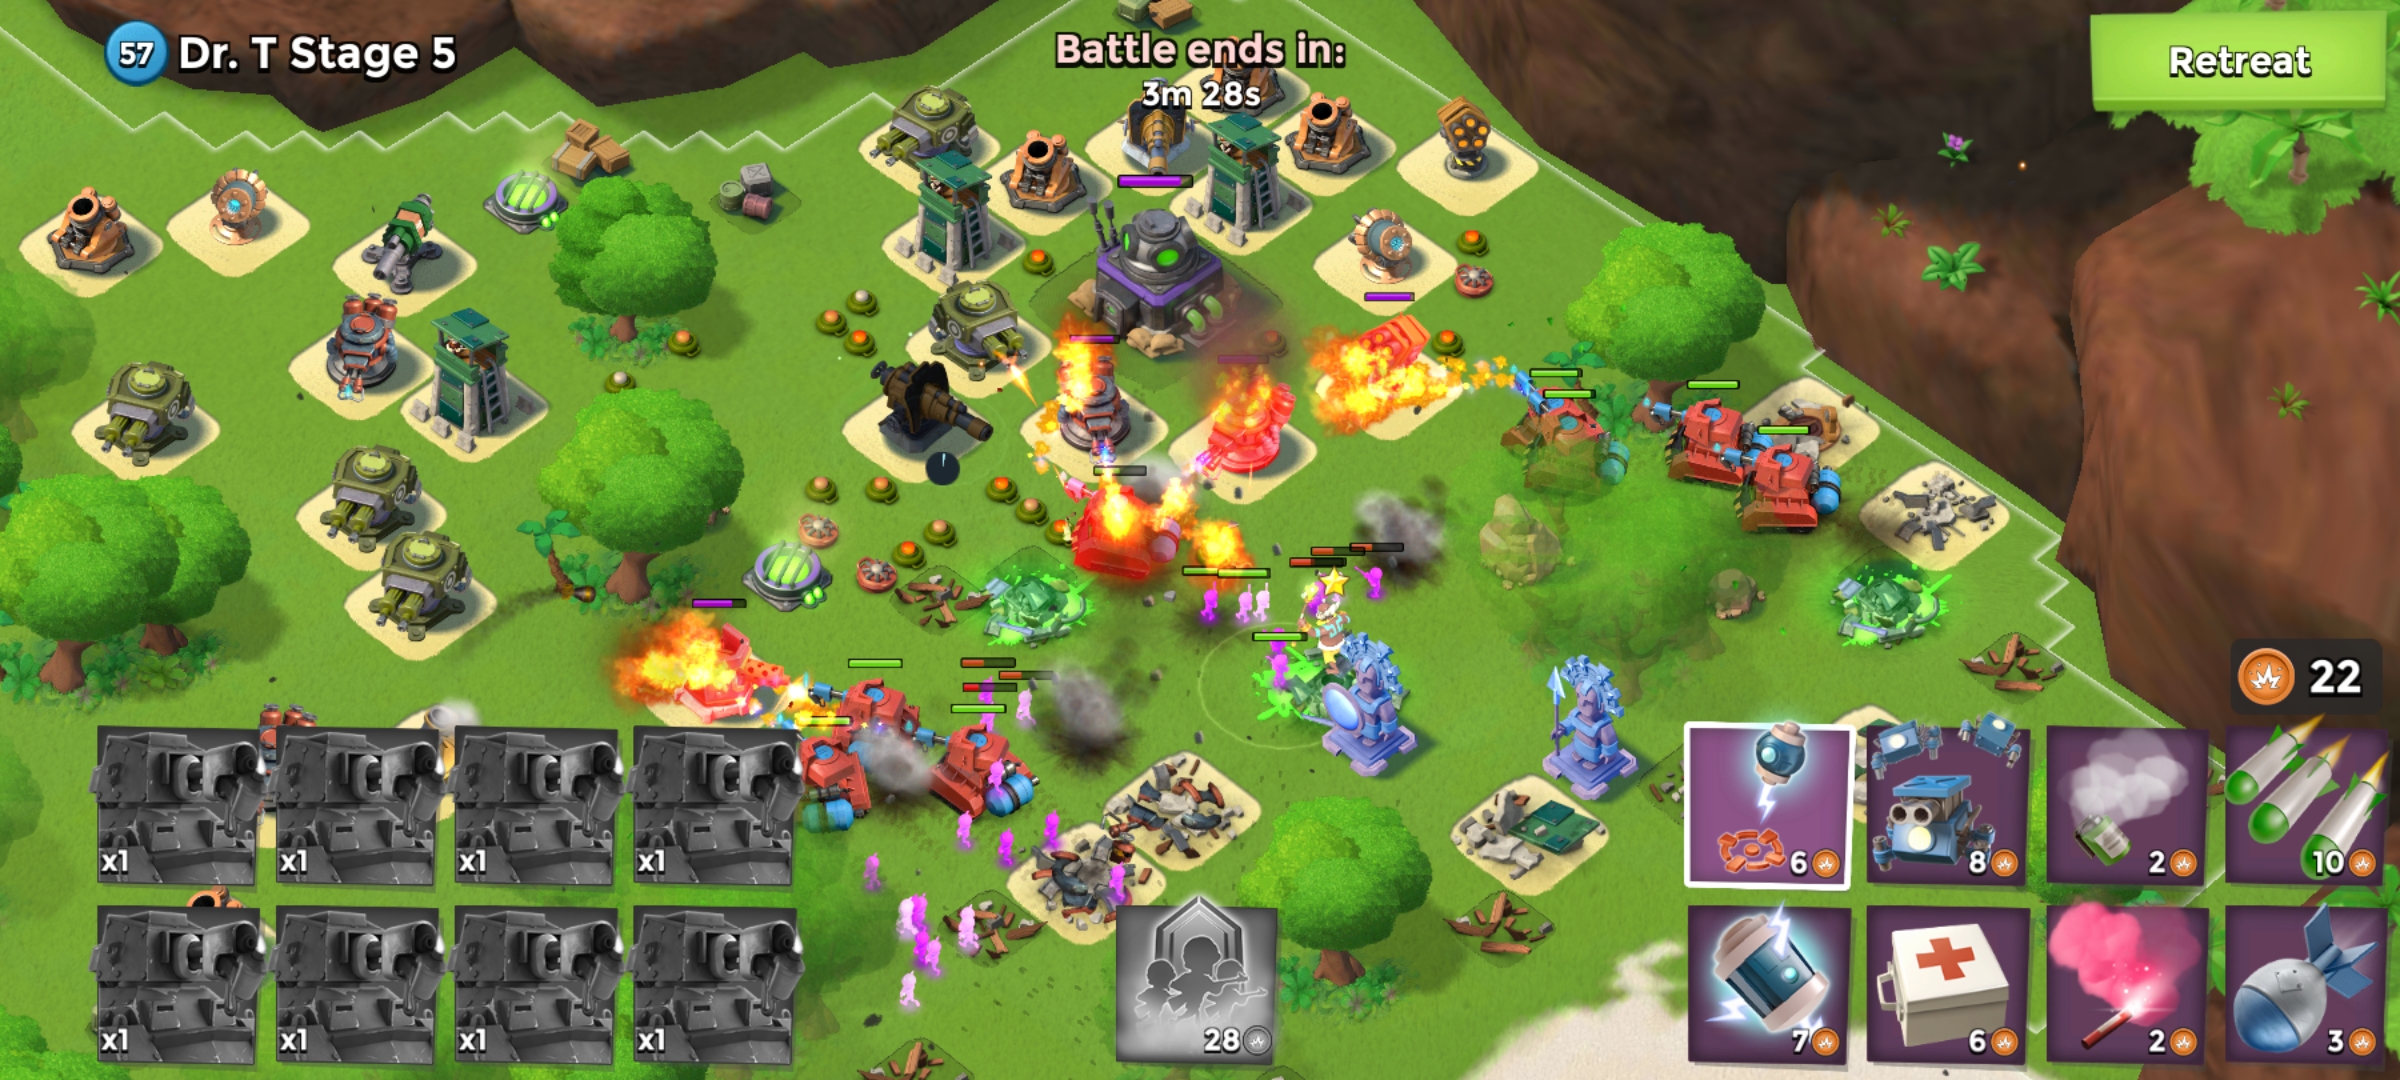 57 Dr. T Stage 5
Battle ends in:
3m 28s
Retreat
22
x1 x1 x1 x1
6 8 2 10
x1 x1 x1 x1
28
7 6 2 3